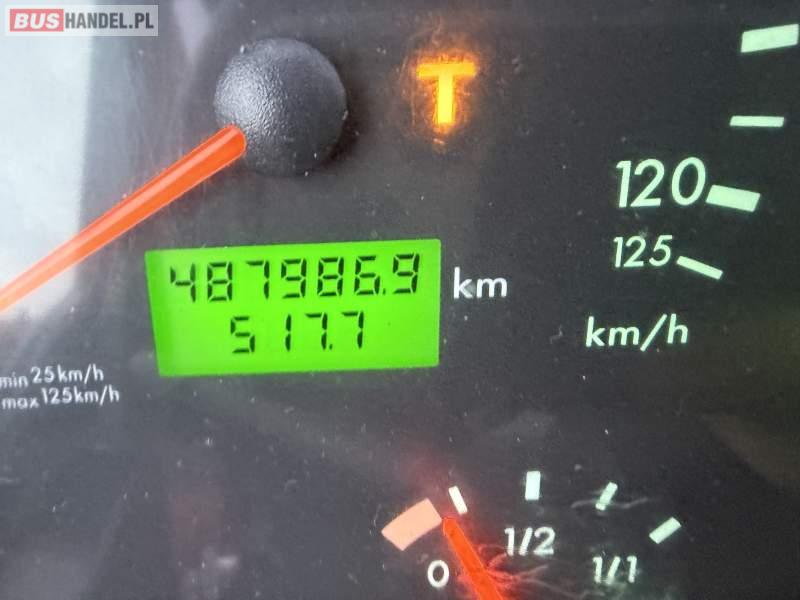 BUSHANDEL.PL
T
120
125
487986.9 km
517.7
km/h
min 25km/h
max 125km/h
1/2
0
1/1